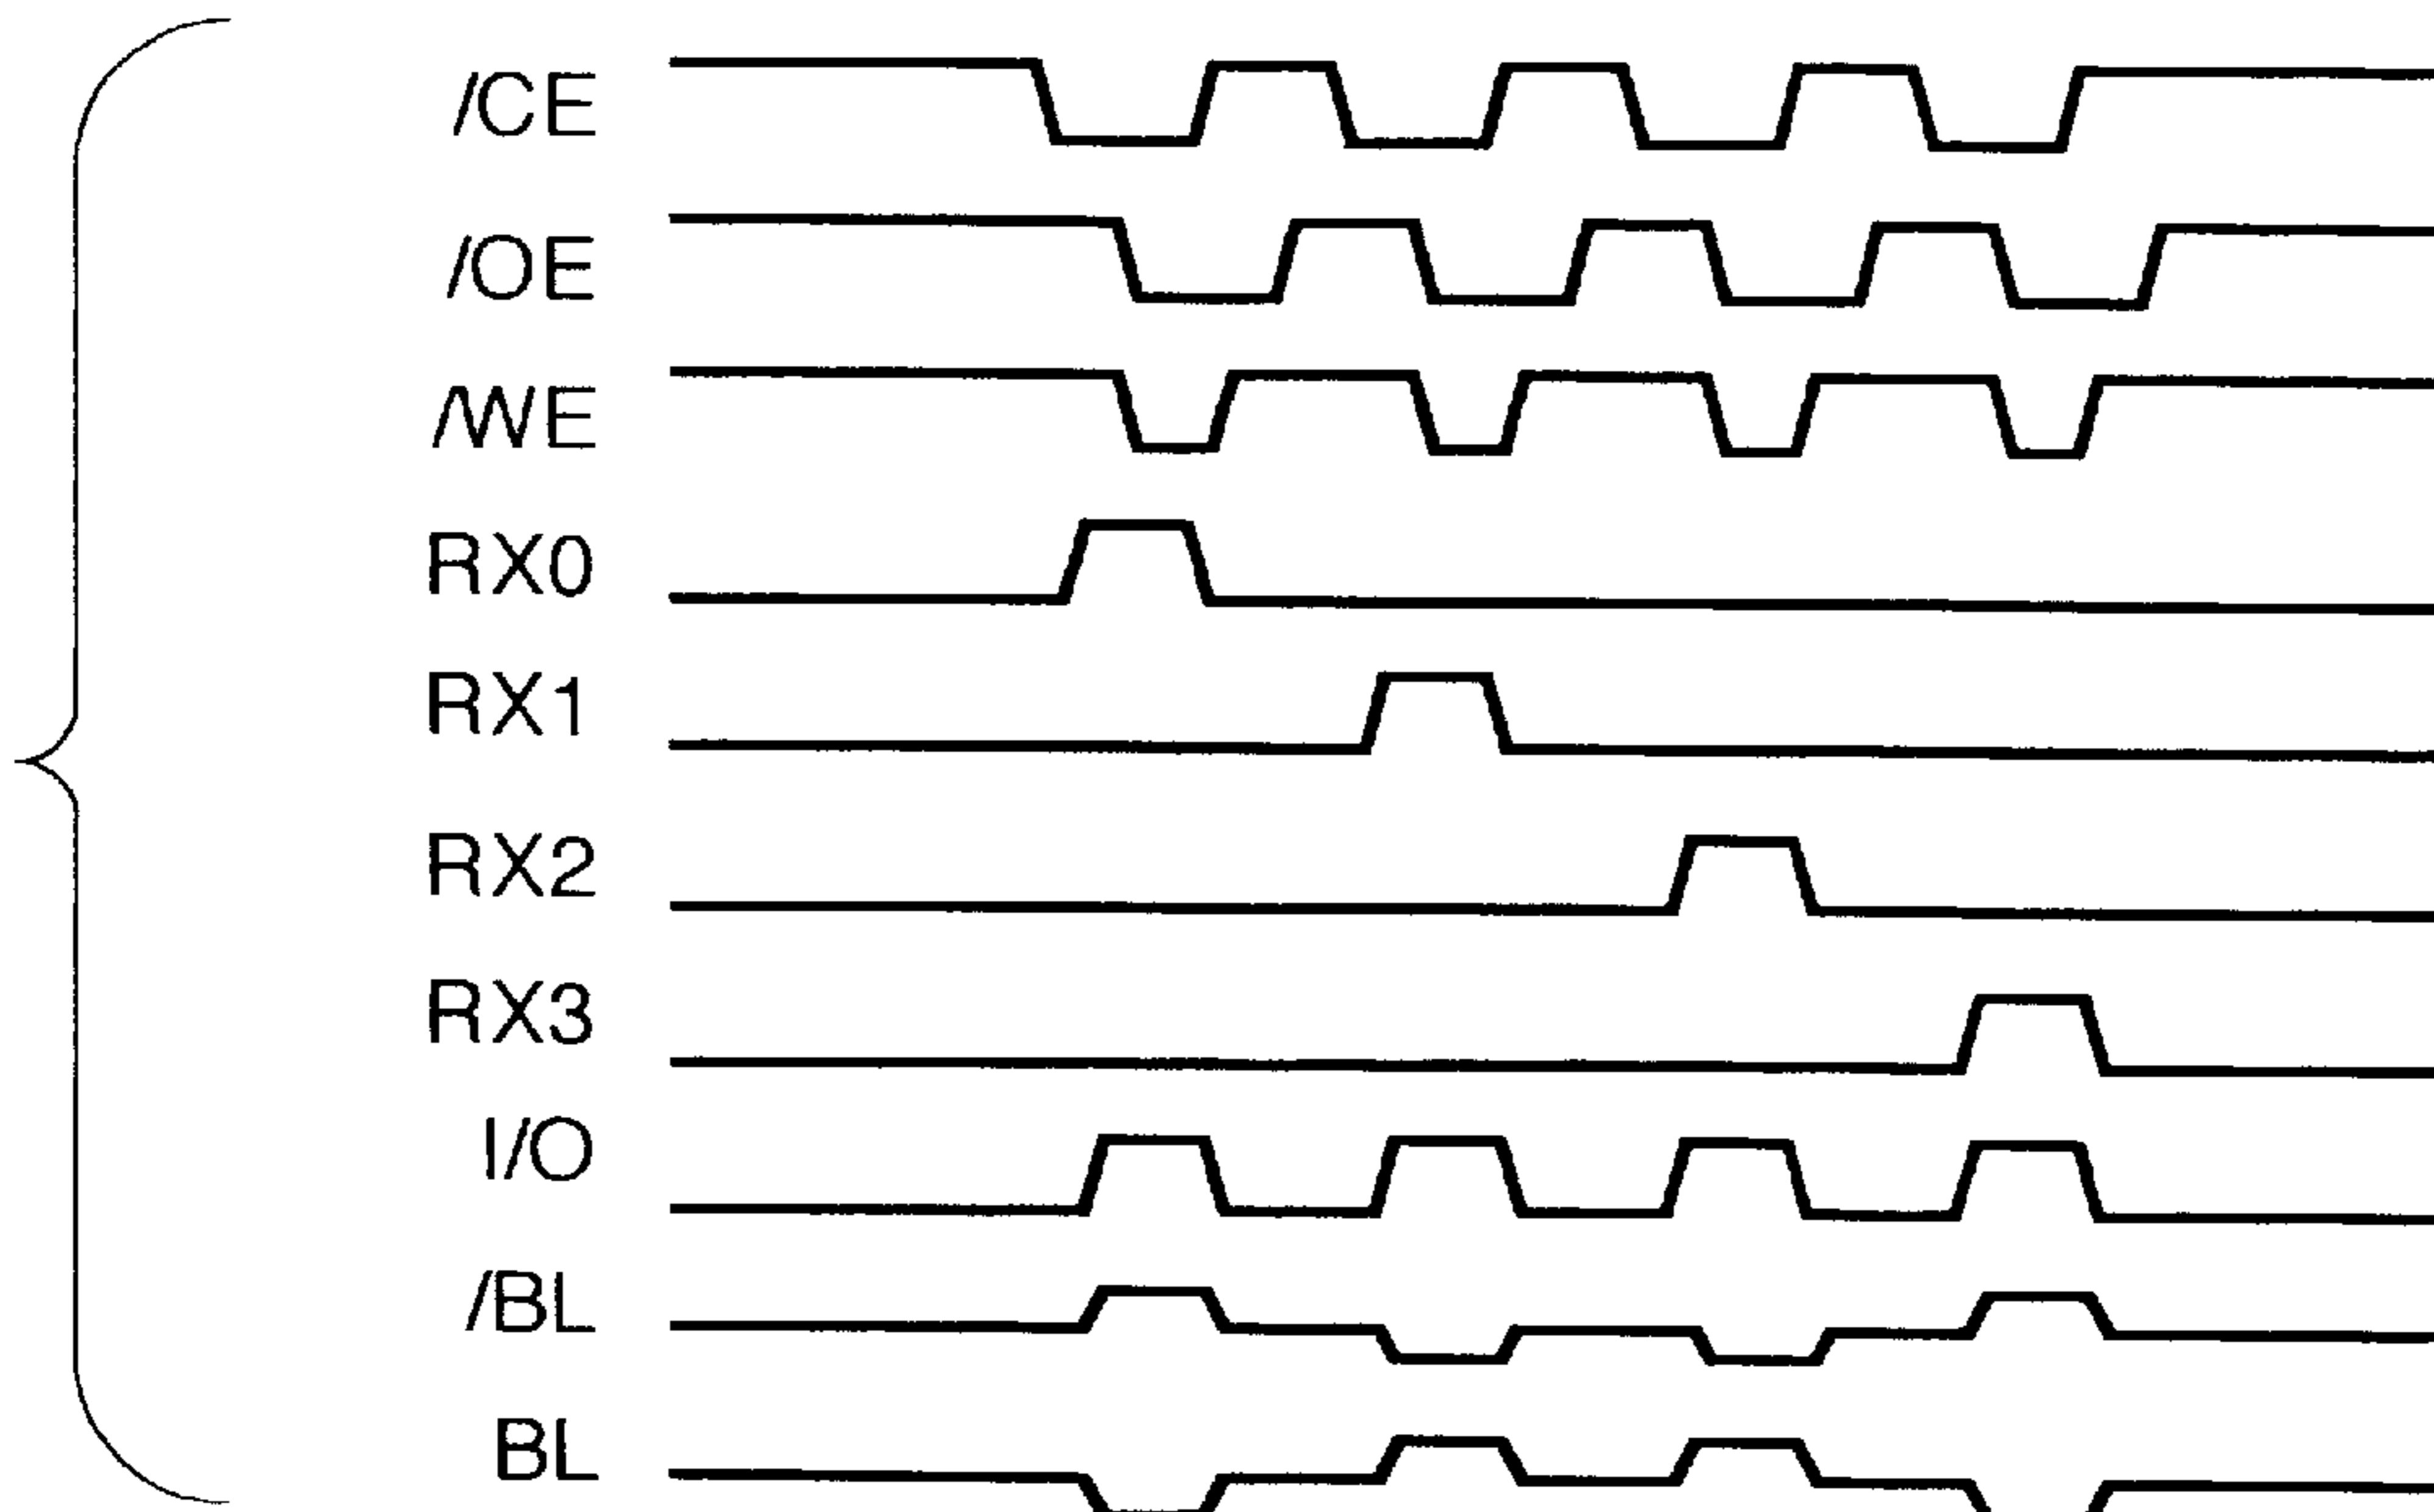 /CE
/OE
/WE
RX0
RX1
RX2
RX3
I/O
/BL
BL